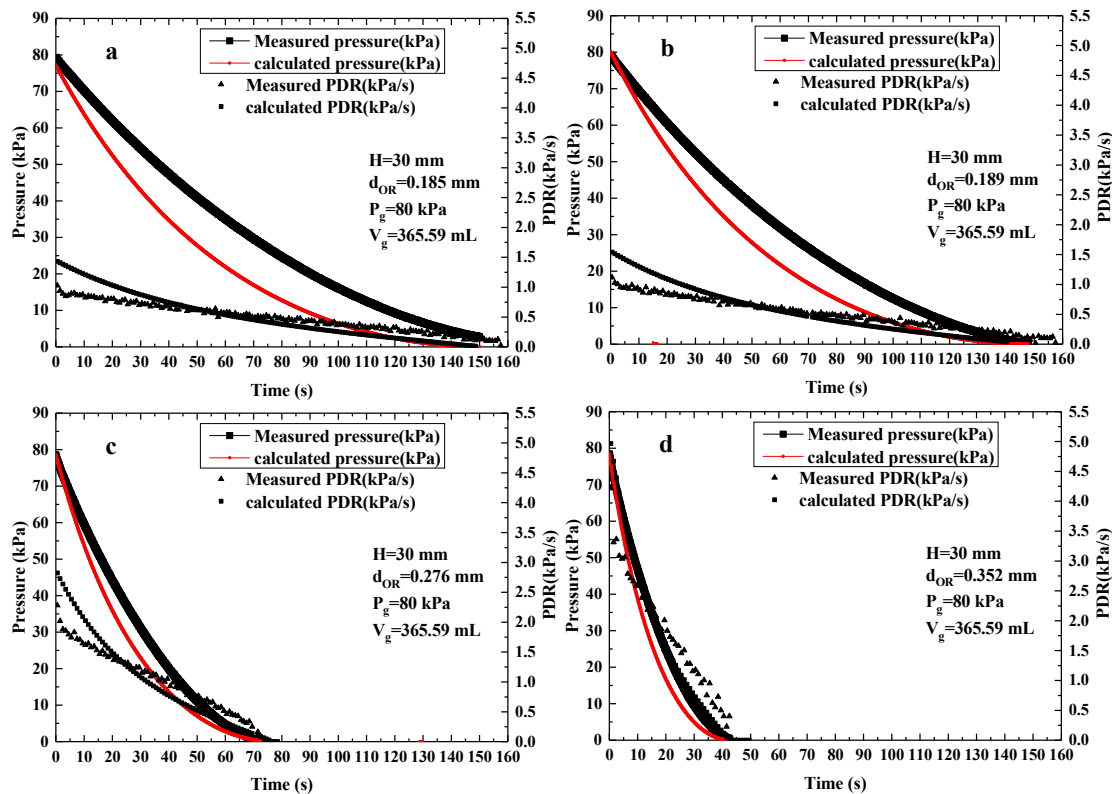 a
Measured pressure(kPa)
calculated pressure(kPa)
Measured PDR(kPa/s)
calculated PDR(kPa/s)
H=30 mm
d_OR=0.185 mm
P_g=80 kPa
V_g=365.59 mL
Pressure (kPa)
90
80
70
60
50
40
30
20
10
0
PDR(kPa/s)
5.5
5.0
4.5
4.0
3.5
3.0
2.5
2.0
1.5
1.0
0.5
0.0
0 10 20 30 40 50 60 70 80 90 100 110 120 130 140 150 160
Time (s)
b
Measured pressure(kPa)
calculated pressure(kPa)
Measured PDR(kPa/s)
calculated PDR(kPa/s)
H=30 mm
d_OR=0.189 mm
P_g=80 kPa
V_g=365.59 mL
Pressure (kPa)
90
80
70
60
50
40
30
20
10
0
PDR(kPa/s)
5.5
5.0
4.5
4.0
3.5
3.0
2.5
2.0
1.5
1.0
0.5
0.0
0 10 20 30 40 50 60 70 80 90 100 110 120 130 140 150 160
Time (s)
c
Measured pressure(kPa)
calculated pressure(kPa)
Measured PDR(kPa/s)
calculated PDR(kPa/s)
H=30 mm
d_OR=0.276 mm
P_g=80 kPa
V_g=365.59 mL
Pressure (kPa)
90
80
70
60
50
40
30
20
10
0
PDR(kPa/s)
5.5
5.0
4.5
4.0
3.5
3.0
2.5
2.0
1.5
1.0
0.5
0.0
0 10 20 30 40 50 60 70 80 90 100 110 120 130 140 150 160
Time (s)
d
Measured pressure(kPa)
calculated pressure(kPa)
Measured PDR(kPa/s)
calculated PDR(kPa/s)
H=30 mm
d_OR=0.352 mm
P_g=80 kPa
V_g=365.59 mL
Pressure (kPa)
90
80
70
60
50
40
30
20
10
0
PDR(kPa/s)
5.5
5.0
4.5
4.0
3.5
3.0
2.5
2.0
1.5
1.0
0.5
0.0
0 10 20 30 40 50 60 70 80 90 100 110 120 130 140 150 160
Time (s)